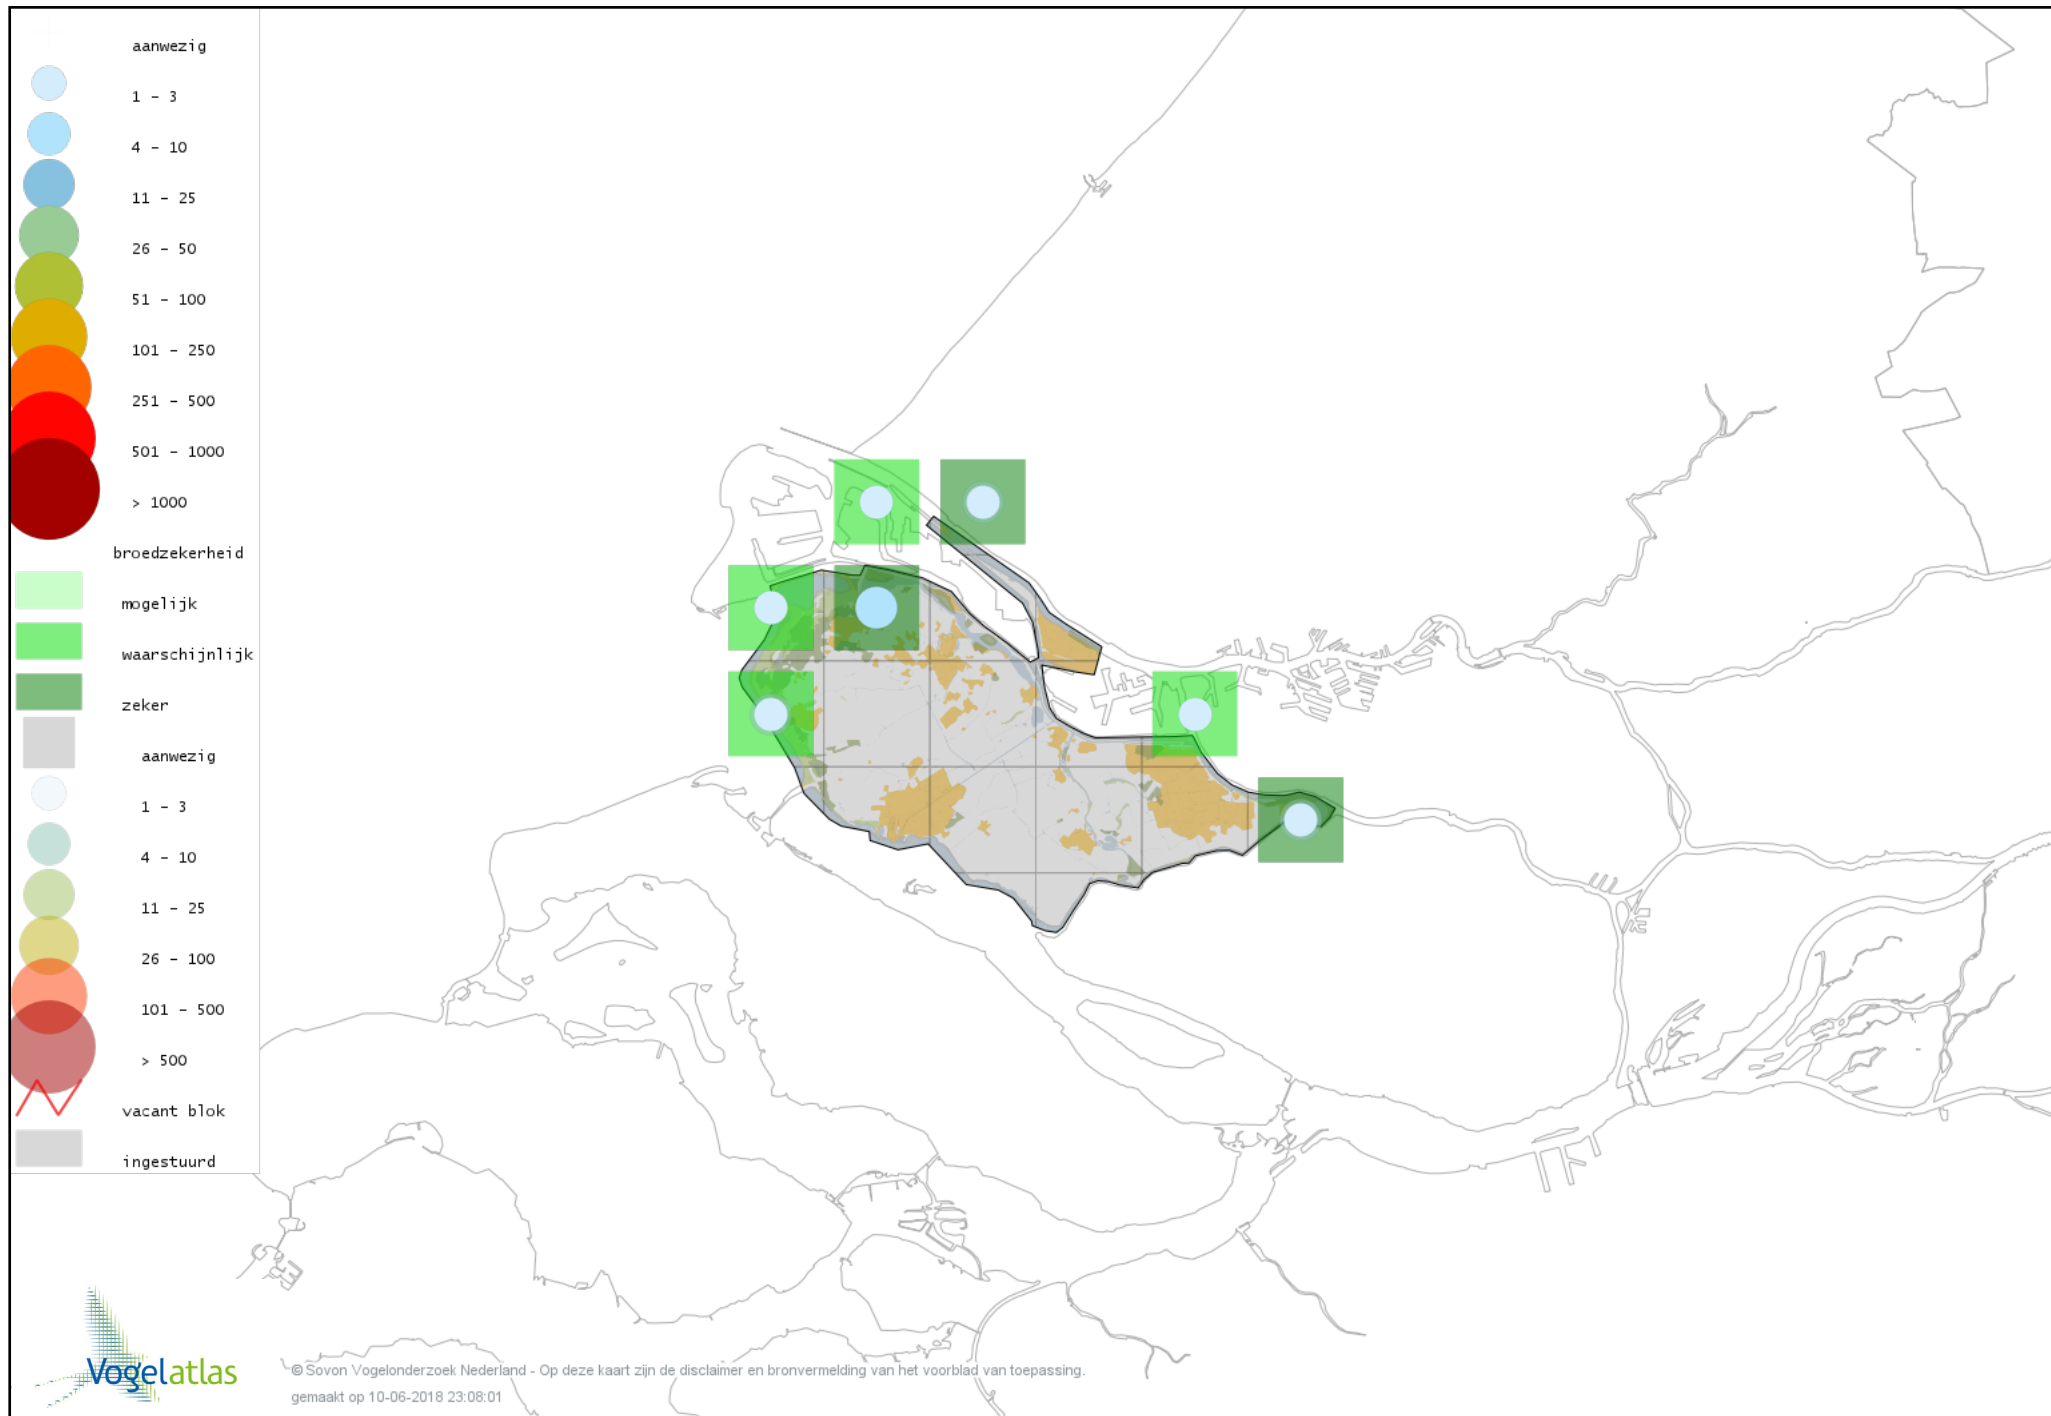 aanwezig
1 – 3
4 – 10
11 – 25
26 – 50
51 – 100
101 – 250
251 – 500
501 – 1000
> 1000
broedzekerheid
mogelijk
waarschijnlijk
zeker
aanwezig
1 – 3
4 – 10
11 – 25
26 – 100
101 – 500
> 500
vacant blok
ingestuurd
Vogelatlas
© Sovon Vogelonderzoek Nederland - Op deze kaart zijn de disclaimer en bronvermelding van het voorblad van toepassing.
gemaakt op 10-06-2018 23:08:01